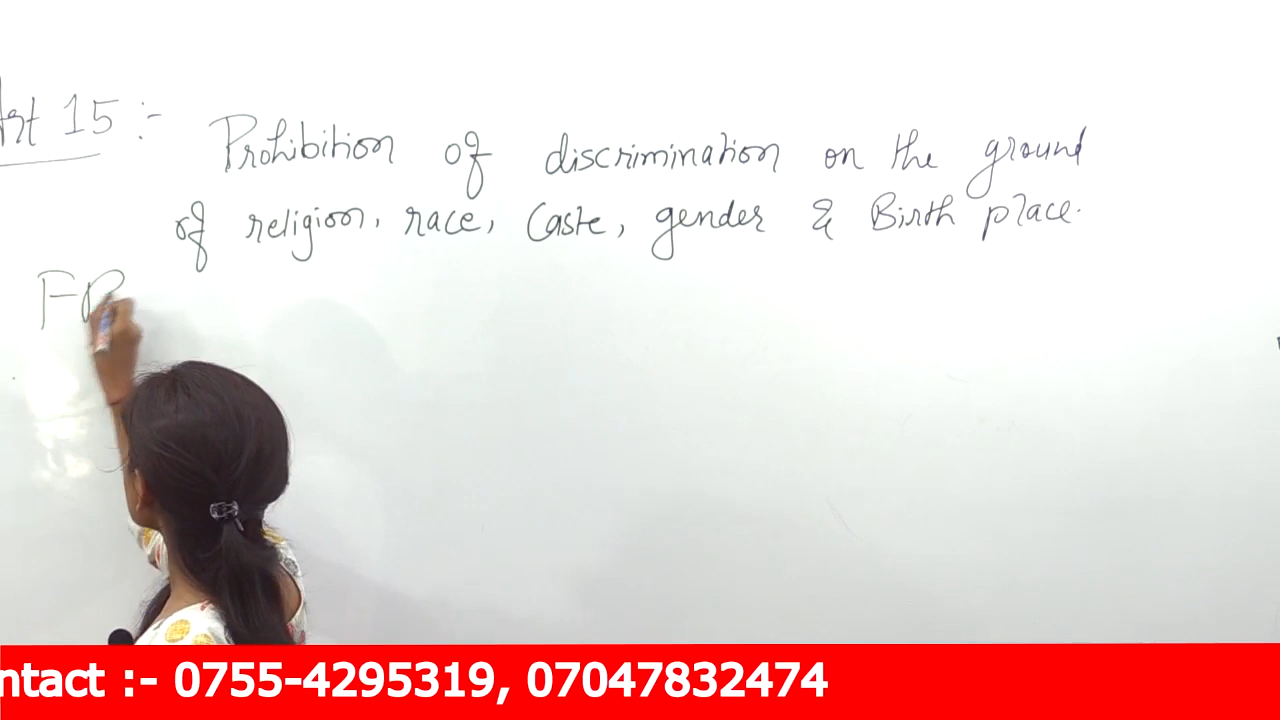 Art 15 :- Prohibition of discrimination on the ground
of religion, race, Caste, gender & Birth place.
FR
ntact :- 0755-4295319, 07047832474